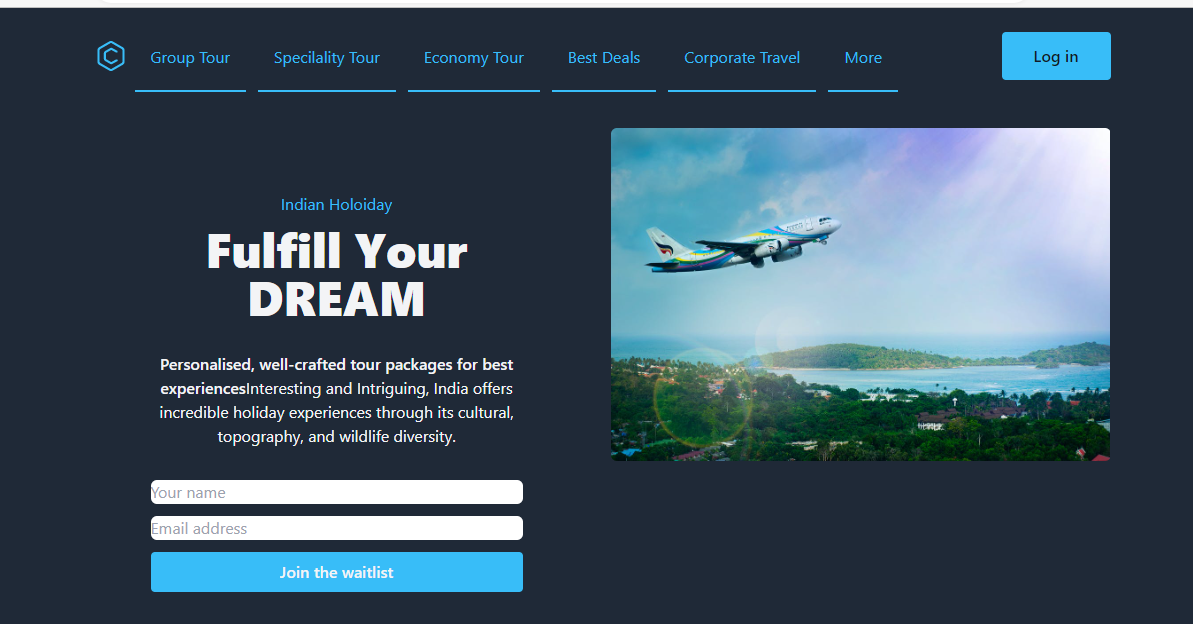 Group Tour
Specilality Tour
Economy Tour
Best Deals
Corporate Travel
More
Log in
Indian Holoiday
Fulfill Your
DREAM
Personalised, well-crafted tour packages for best
experiencesInteresting and Intriguing, India offers
incredible holiday experiences through its cultural,
topography, and wildlife diversity.
Your name
Email address
Join the waitlist